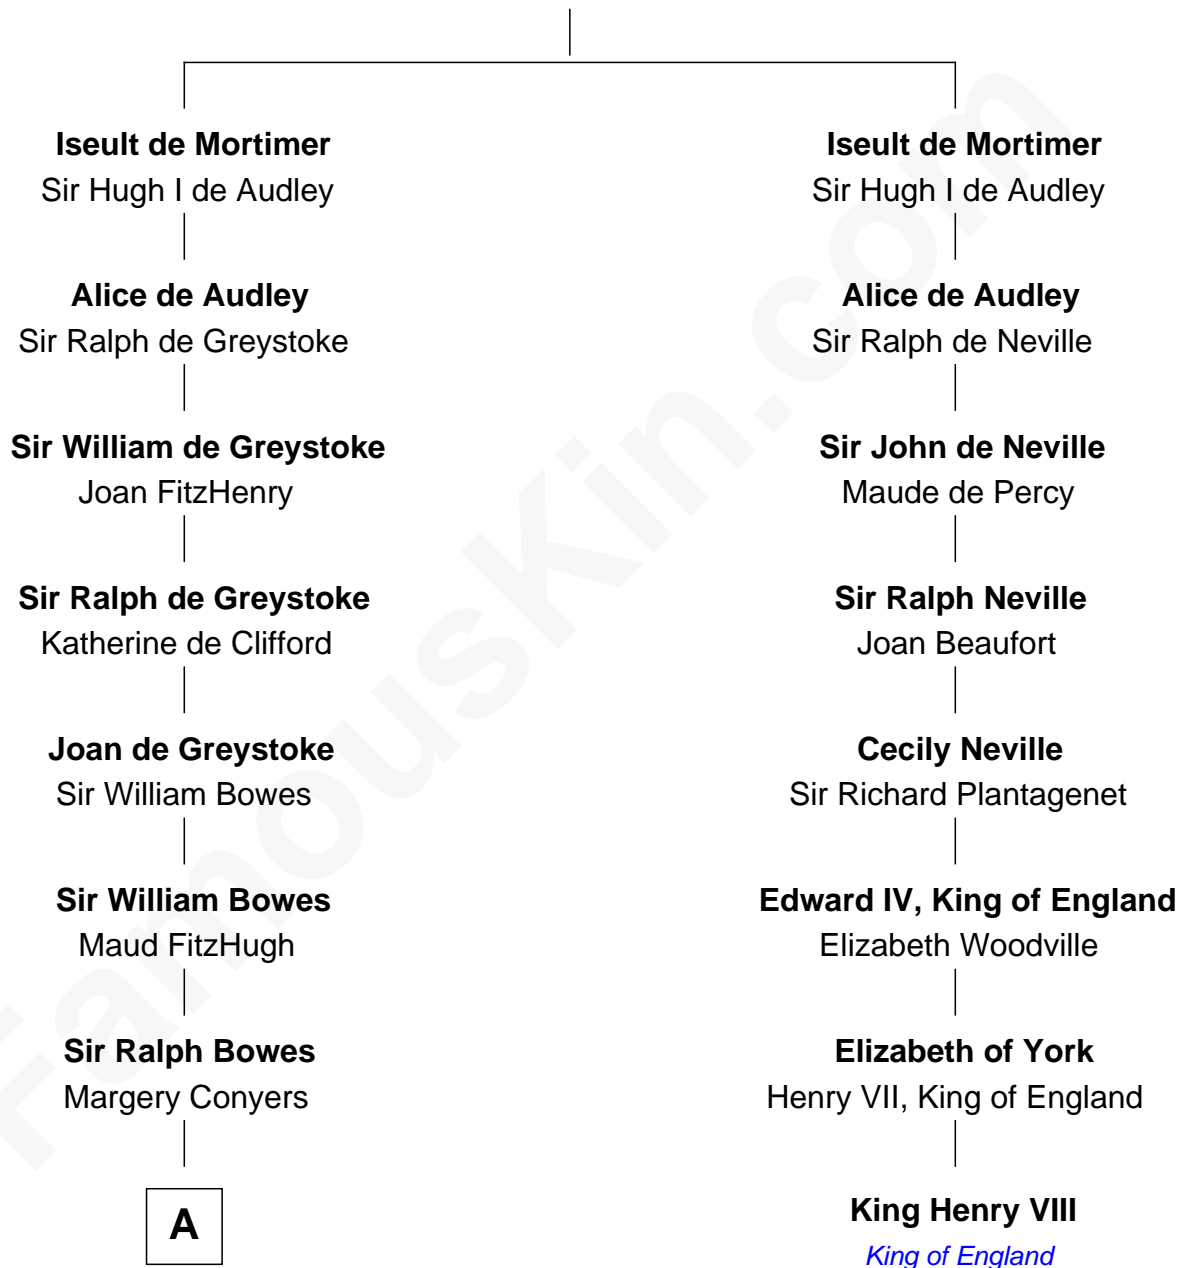 Iseult de Mortimer
Sir Hugh I de Audley
Alice de Audley
Sir Ralph de Greystoke
Sir William de Greystoke
Joan FitzHenry
Sir Ralph de Greystoke
Katherine de Clifford
Joan de Greystoke
Sir William Bowes
Sir William Bowes
Maud FitzHugh
Sir Ralph Bowes
Margery Conyers
A
Iseult de Mortimer
Sir Hugh I de Audley
Alice de Audley
Sir Ralph de Neville
Sir John de Neville
Maude de Percy
Sir Ralph Neville
Joan Beaufort
Cecily Neville
Sir Richard Plantagenet
Edward IV, King of England
Elizabeth Woodville
Elizabeth of York
Henry VII, King of England
King Henry VIII
King of England
FamousKin.com